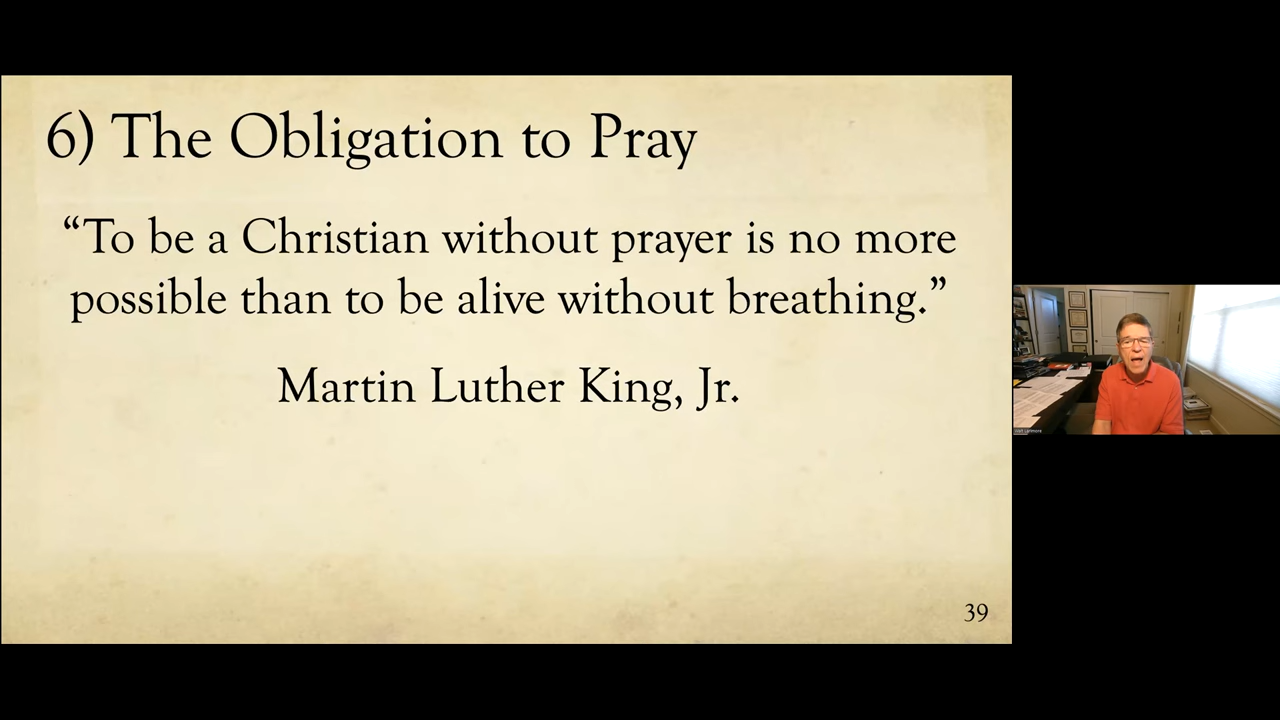 6) The Obligation to Pray
“To be a Christian without prayer is no more
possible than to be alive without breathing.”
Martin Luther King, Jr.
39